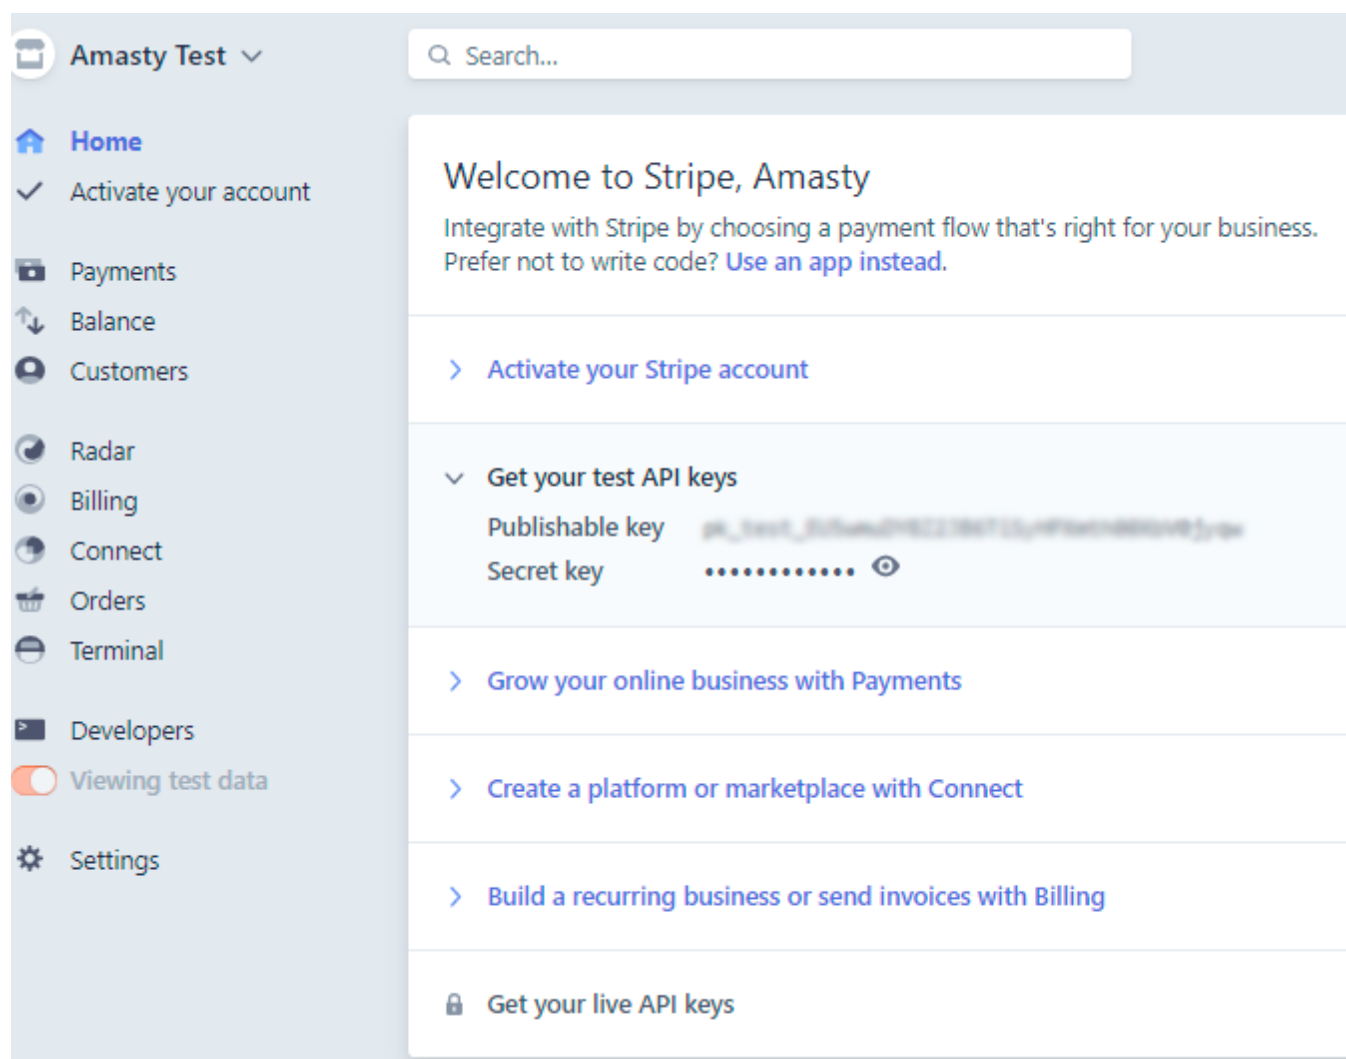 Amasty Test
Search...
Home
Activate your account
Payments
Balance
Customers
Radar
Billing
Connect
Orders
Terminal
Developers
Viewing test data
Settings
Welcome to Stripe, Amasty
Integrate with Stripe by choosing a payment flow that's right for your business.
Prefer not to write code? Use an app instead.
Activate your Stripe account
Get your test API keys
Publishable key
Secret key ••••••••••••
Grow your online business with Payments
Create a platform or marketplace with Connect
Build a recurring business or send invoices with Billing
Get your live API keys